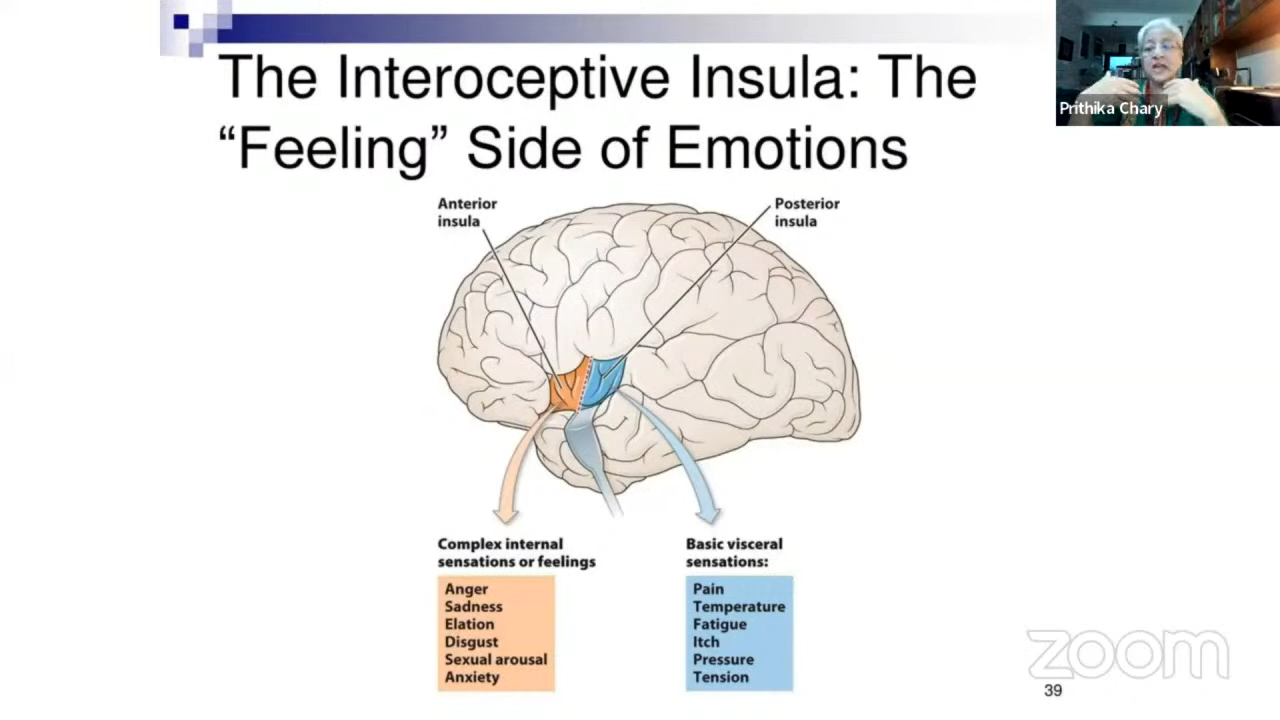 The Interoceptive Insula: The
“Feeling” Side of Emotions
Prithika Chary
Anterior
insula
Posterior
insula
Complex internal
sensations or feelings
Anger
Sadness
Elation
Disgust
Sexual arousal
Anxiety
Basic visceral
sensations:
Pain
Temperature
Fatigue
Itch
Pressure
Tension
zoom
39